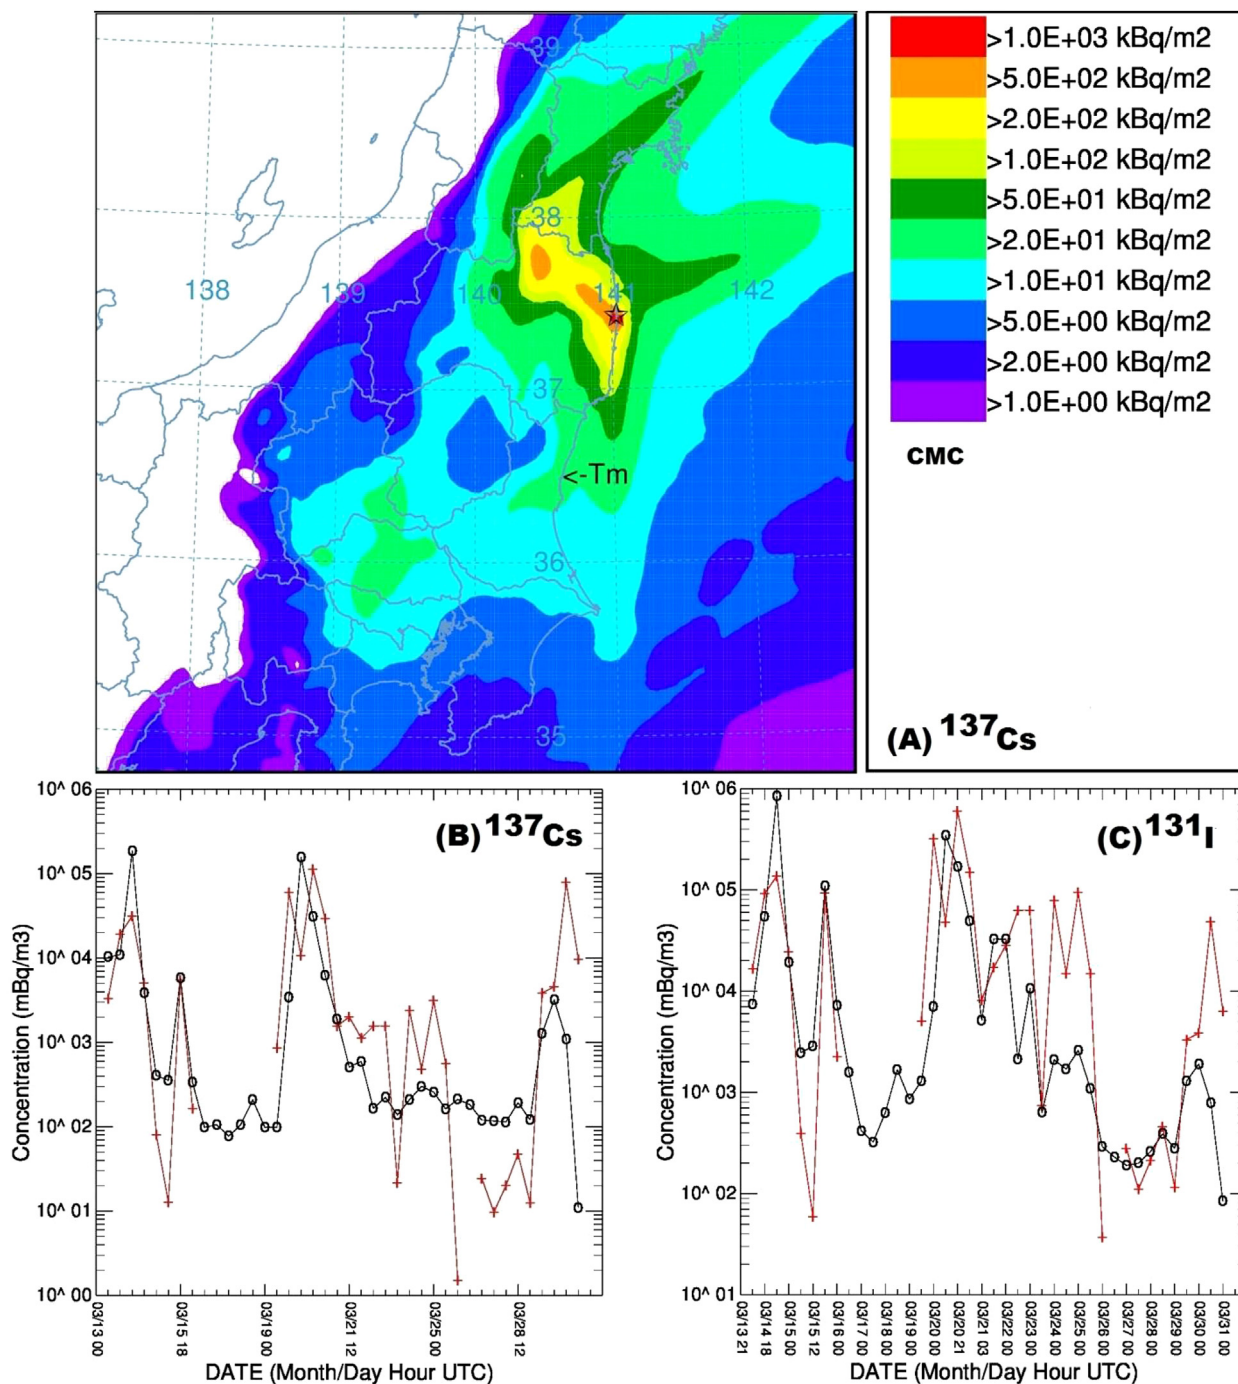 39
38
138
139
140
141
142
37
<-Tm
36
35
>1.0E+03 kBq/m2
>5.0E+02 kBq/m2
>2.0E+02 kBq/m2
>1.0E+02 kBq/m2
>5.0E+01 kBq/m2
>2.0E+01 kBq/m2
>1.0E+01 kBq/m2
>5.0E+00 kBq/m2
>2.0E+00 kBq/m2
>1.0E+00 kBq/m2
CMC
(A) 137Cs
(B) 137Cs
Concentration (mBq/m3)
10^ 06
10^ 05
10^ 04
10^ 03
10^ 02
10^ 01
10^ 00
03/13 00
03/15 18
03/19 00
03/21 12
03/25 00
03/28 12
DATE (Month/Day Hour UTC)
(C) 131I
Concentration (mBq/m3)
10^ 06
10^ 05
10^ 04
10^ 03
10^ 02
10^ 01
03/13 21
03/14 18
03/15 00
03/15 12
03/16 00
03/17 00
03/18 00
03/19 00
03/20 00
03/20 21
03/21 03
03/22 00
03/23 00
03/24 00
03/25 00
03/26 00
03/27 00
03/28 00
03/29 00
03/30 00
03/31 00
DATE (Month/Day Hour UTC)